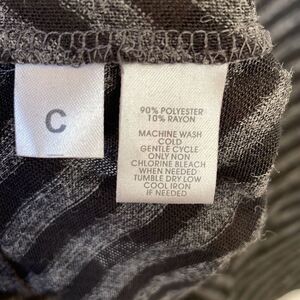 C
90% POLYESTER
10% RAYON
MACHINE WASH
COLD
GENTLE CYCLE
ONLY NON
CHLORINE BLEACH
WHEN NEEDED
TUMBLE DRY LOW
COOL IRON
IF NEEDED